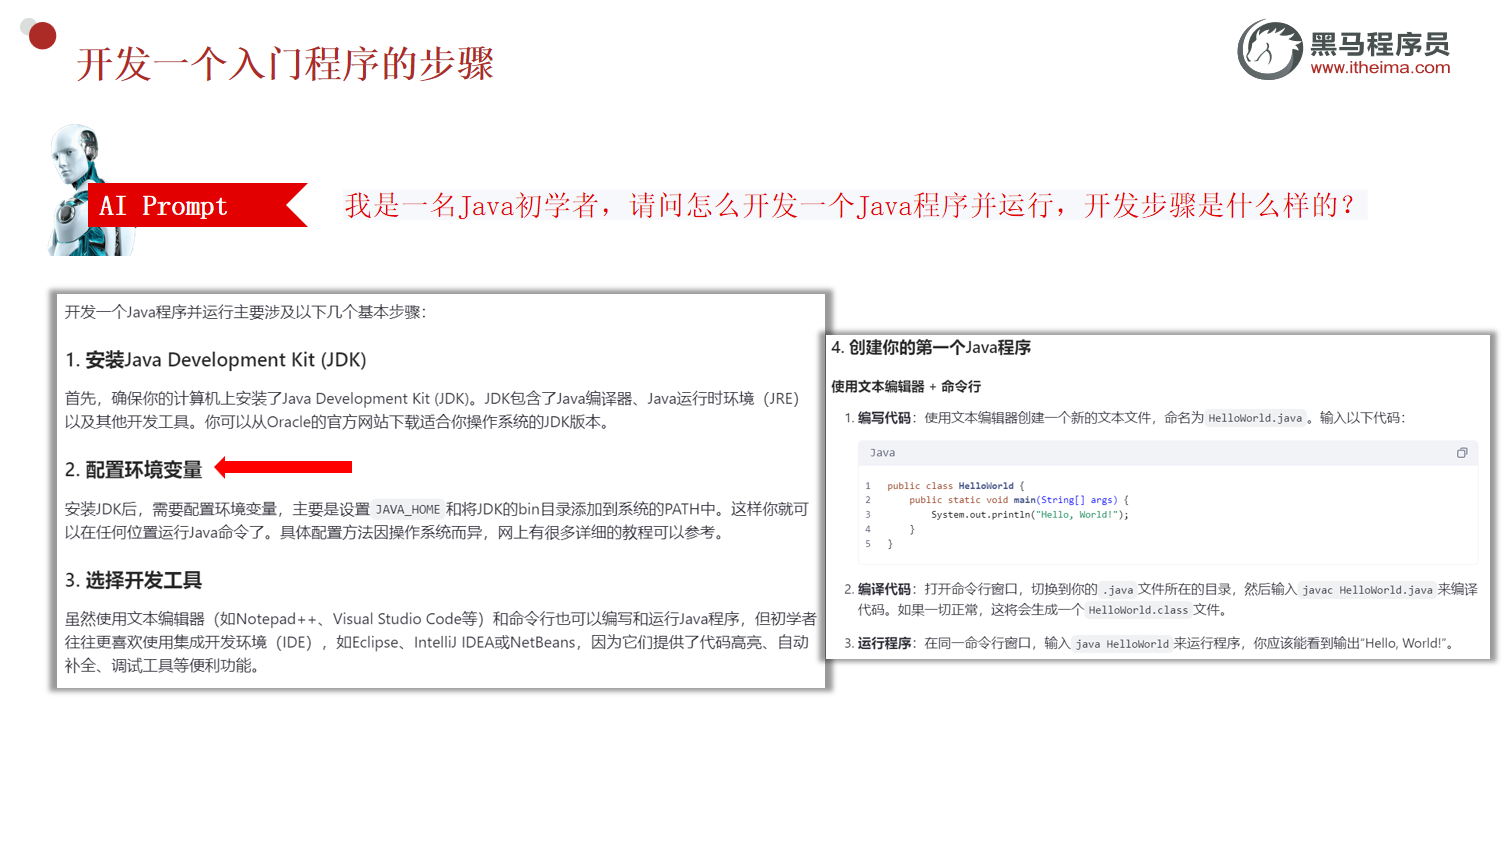 开发一个入门程序的步骤
黑马程序员
www.itheima.com
AI Prompt
我是一名Java初学者，请问怎么开发一个Java程序并运行，开发步骤是什么样的？
开发一个Java程序并运行主要涉及以下几个基本步骤：
1. 安装Java Development Kit (JDK)
首先，确保你的计算机上安装了Java Development Kit (JDK)。JDK包含了Java编译器、Java运行时环境（JRE）
以及其他开发工具。你可以从Oracle的官方网站下载适合你操作系统的JDK版本。
2. 配置环境变量
安装JDK后，需要配置环境变量，主要是设置 JAVA_HOME 和将JDK的bin目录添加到系统的PATH中。这样你就可
以在任何位置运行Java命令了。具体配置方法因操作系统而异，网上有很多详细的教程可以参考。
3. 选择开发工具
虽然使用文本编辑器（如Notepad++、Visual Studio Code等）和命令行也可以编写和运行Java程序，但初学者
往往更喜欢使用集成开发环境（IDE），如Eclipse、IntelliJ IDEA或NetBeans，因为它们提供了代码高亮、自动
补全、调试工具等便利功能。
4. 创建你的第一个Java程序
使用文本编辑器 + 命令行
1. 编写代码：使用文本编辑器创建一个新的文本文件，命名为 HelloWorld.java 。输入以下代码：
Java
1 public class HelloWorld {
2 public static void main(String[] args) {
3 System.out.println("Hello, World!");
4 }
5 }
2. 编译代码：打开命令行窗口，切换到你的 .java 文件所在的目录，然后输入 javac HelloWorld.java 来编译
代码。如果一切正常，这将会生成一个 HelloWorld.class 文件。
3. 运行程序：在同一命令行窗口，输入 java HelloWorld 来运行程序，你应该能看到输出“Hello, World!”。